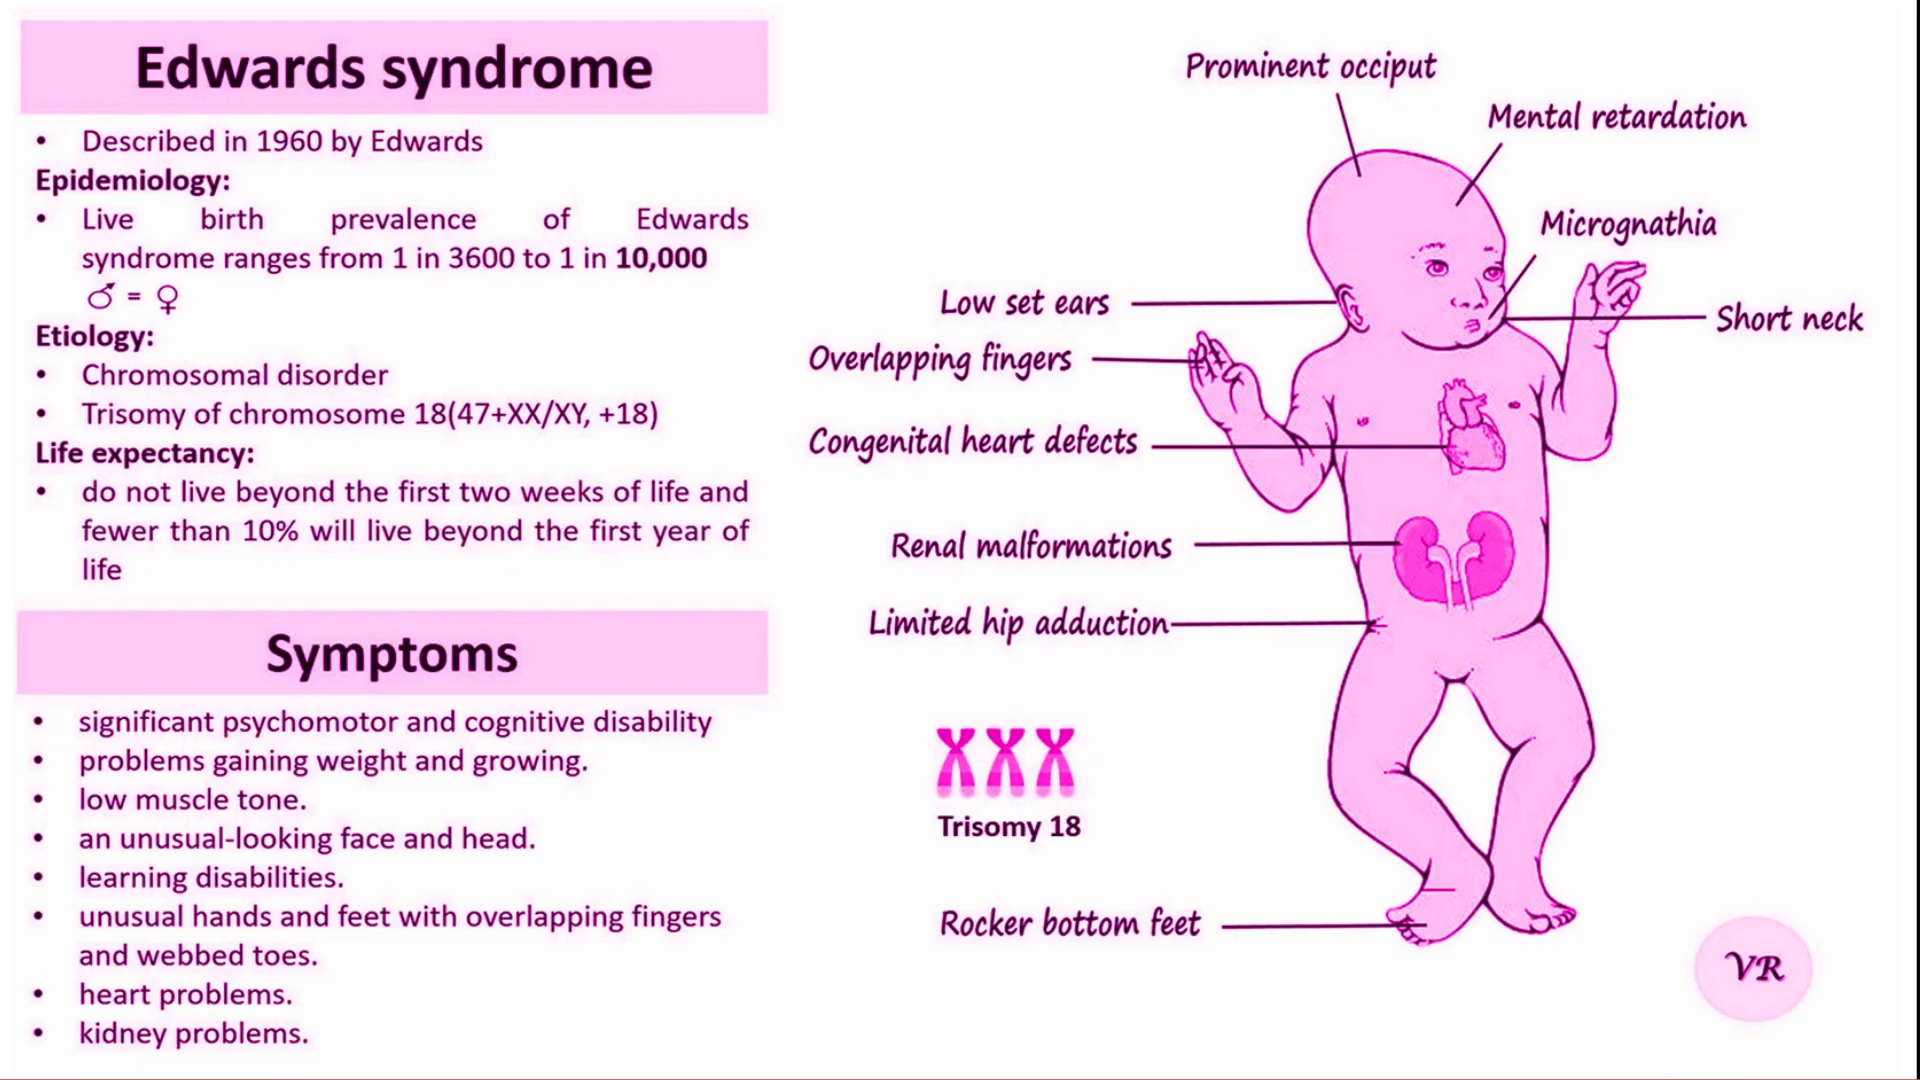 Edwards syndrome
• Described in 1960 by Edwards
Epidemiology:
• Live birth prevalence of Edwards
syndrome ranges from 1 in 3600 to 1 in 10,000
♂ = ♀
Etiology:
• Chromosomal disorder
• Trisomy of chromosome 18(47+XX/XY, +18)
Life expectancy:
• do not live beyond the first two weeks of life and
fewer than 10% will live beyond the first year of
life
Symptoms
• significant psychomotor and cognitive disability
• problems gaining weight and growing.
• low muscle tone.
• an unusual-looking face and head.
• learning disabilities.
• unusual hands and feet with overlapping fingers
and webbed toes.
• heart problems.
• kidney problems.
Prominent occiput
Mental retardation
Micrognathia
Low set ears
Short neck
Overlapping fingers
Congenital heart defects
Renal malformations
Limited hip adduction
Trisomy 18
Rocker bottom feet
VR